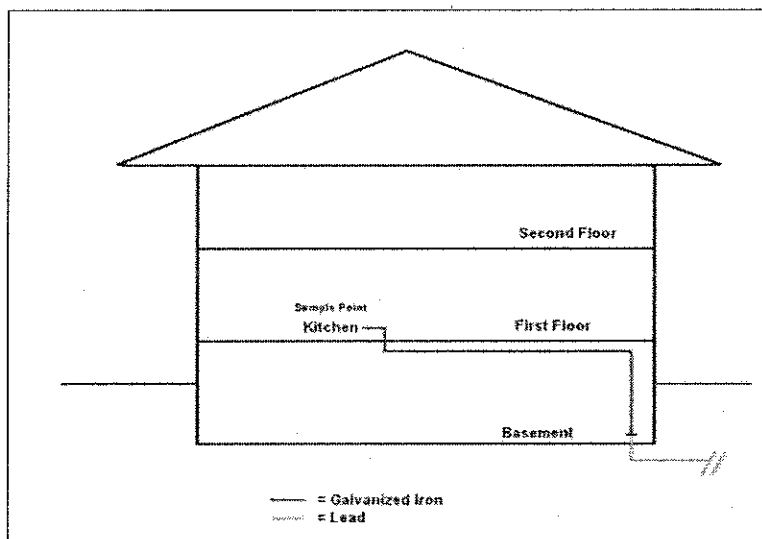 Second Floor
Sample Point
Kitchen
First Floor
Basement
= Galvanized Iron
= Lead